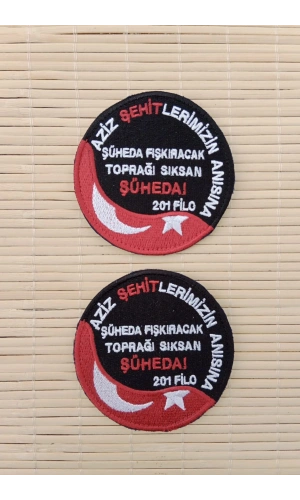 AZİZ ŞEHİTLERİMİZİN ANISINA
ŞÜHEDA FIŞKIRACAK
TOPRAĞI SIKSAN
ŞÜHEDA!
201 FİLO
AZİZ ŞEHİTLERİMİZİN ANISINA
ŞÜHEDA FIŞKIRACAK
TOPRAĞI SIKSAN
ŞÜHEDA!
201 FİLO